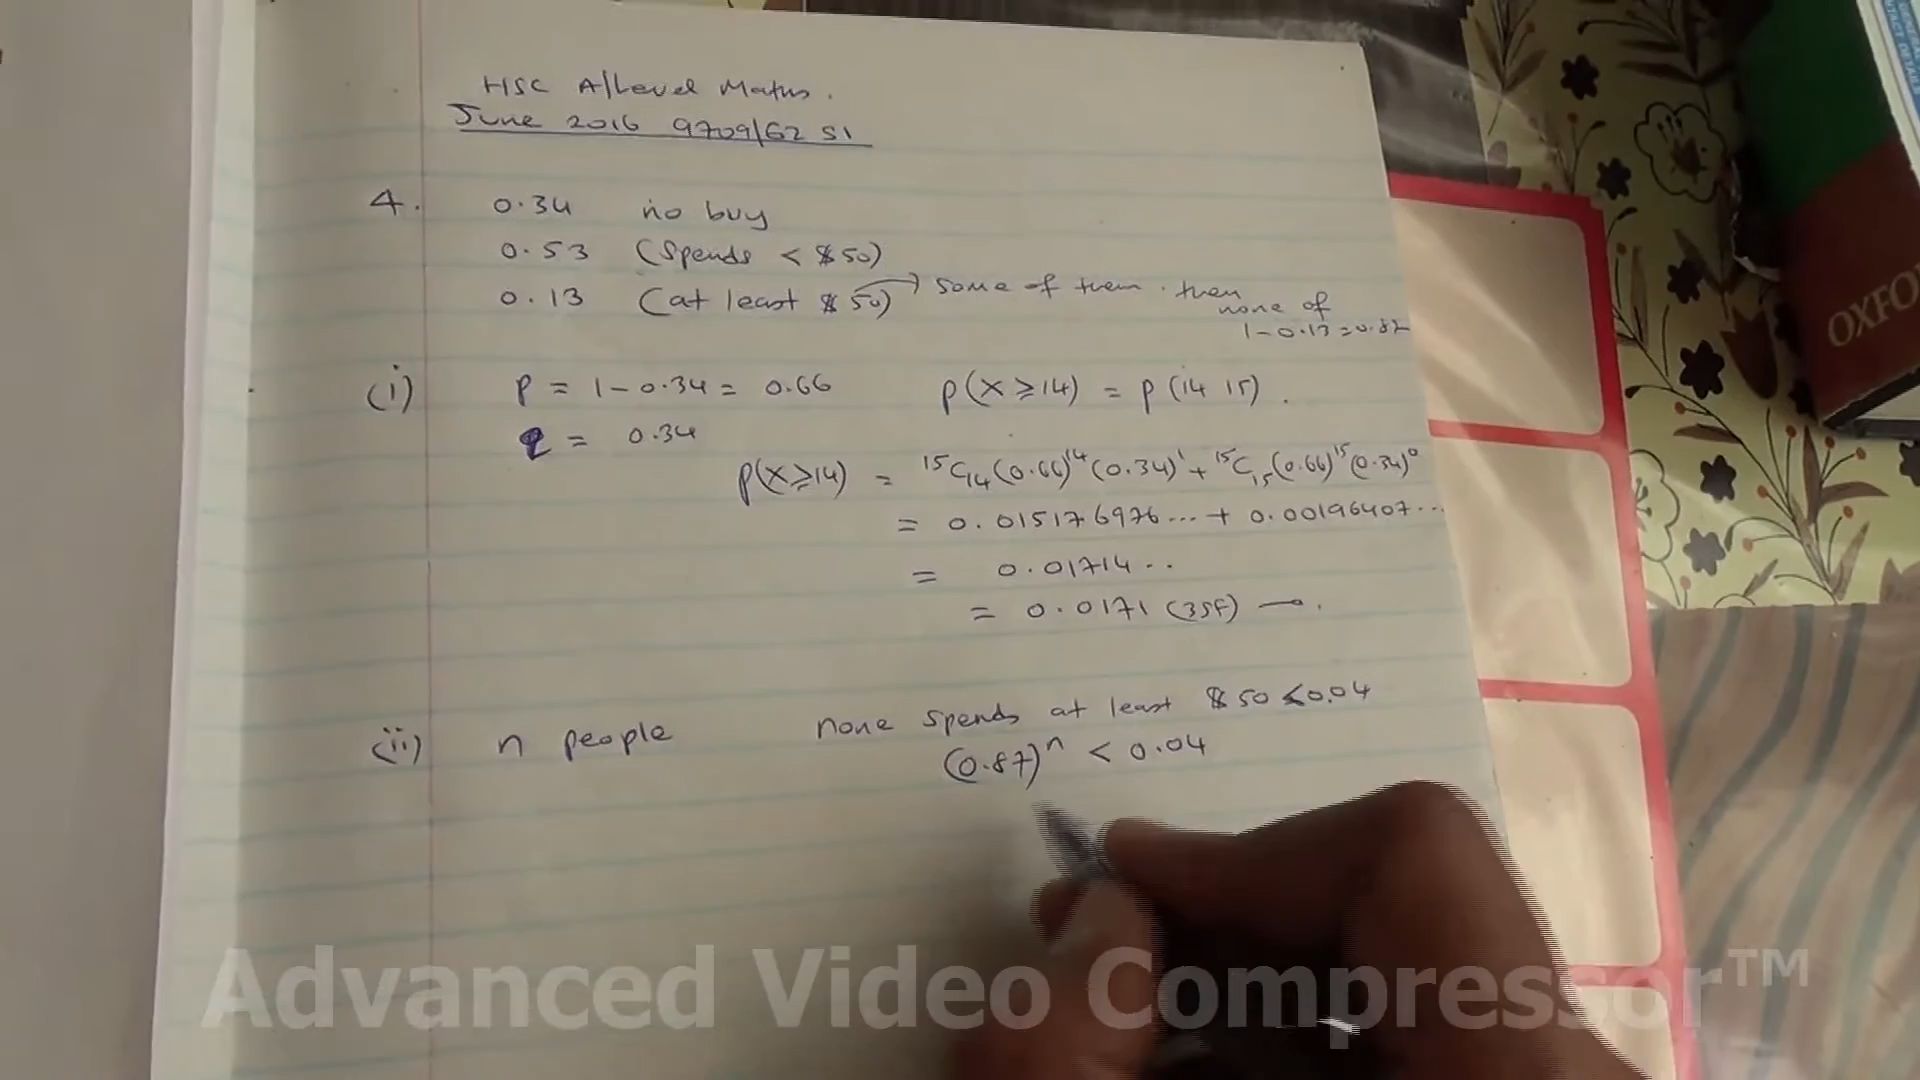 HSC A/Level Maths.
June 2016 9709/62 S1
4. 0.34 no buy
0.53 (Spends < $50)
0.13 (at least $50) → some of them. then
none of
1-0.13=0.87
(i) p = 1-0.34 = 0.66 p(X ≥ 14) = p(14 15).
q = 0.34
p(X≥14) = ¹⁵C₁₄(0.66)¹⁴(0.34)¹ + ¹⁵C₁₅(0.66)¹⁵(0.34)⁰
= 0.015176976... + 0.00196407...
= 0.01714..
= 0.0171 (3SF)
(ii) n people none spends at least $50 <0.04
(0.87)ⁿ < 0.04
Advanced Video Compressor™
OXFO